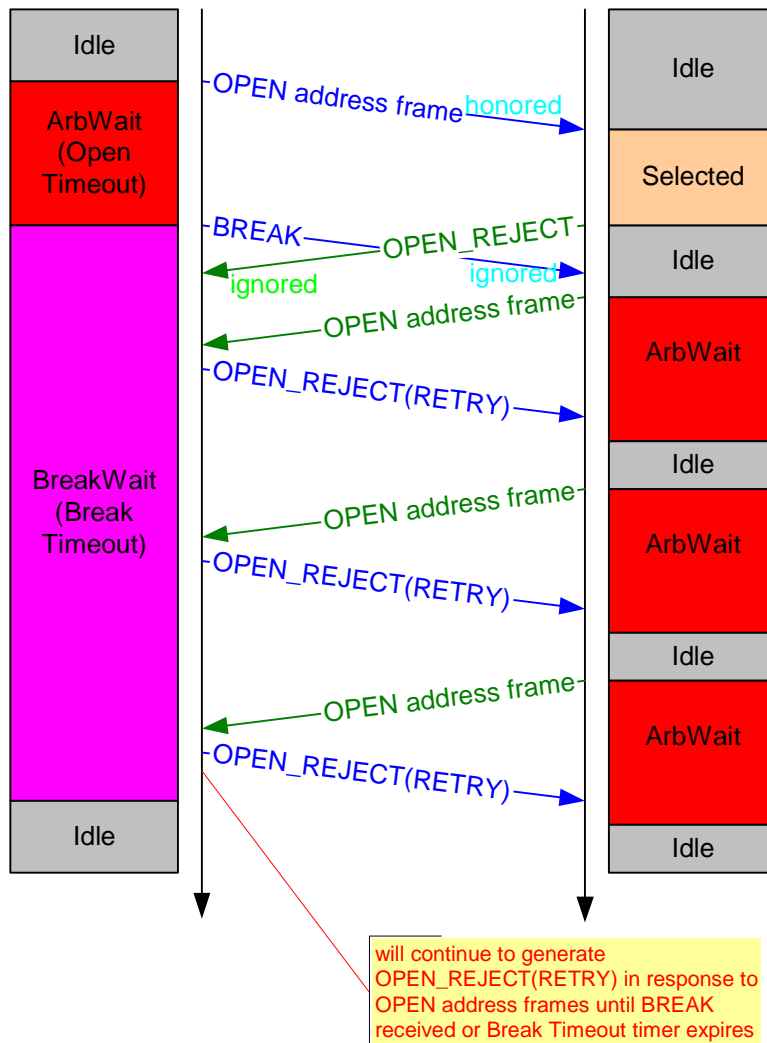 Idle
Idle
OPEN address frame
honored
ArbWait
(Open
Timeout)
Selected
BREAK
OPEN_REJECT
Idle
ignored
ignored
OPEN address frame
ArbWait
OPEN_REJECT(RETRY)
Idle
BreakWait
(Break
Timeout)
OPEN address frame
ArbWait
OPEN_REJECT(RETRY)
Idle
OPEN address frame
ArbWait
OPEN_REJECT(RETRY)
Idle
Idle
will continue to generate
OPEN_REJECT(RETRY) in response to
OPEN address frames until BREAK
received or Break Timeout timer expires